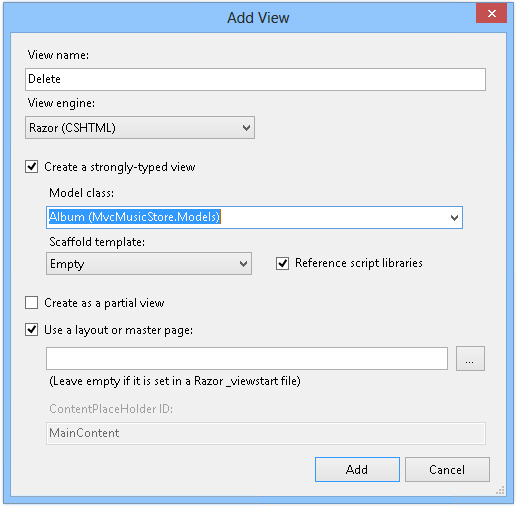 Add View
View name:
Delete
View engine:
Razor (CSHTML)
Create a strongly-typed view
Model class:
Album (MvcMusicStore.Models)
Scaffold template:
Empty
Reference script libraries
Create as a partial view
Use a layout or master page:
...
(Leave empty if it is set in a Razor _viewstart file)
ContentPlaceHolder ID:
MainContent
Add
Cancel